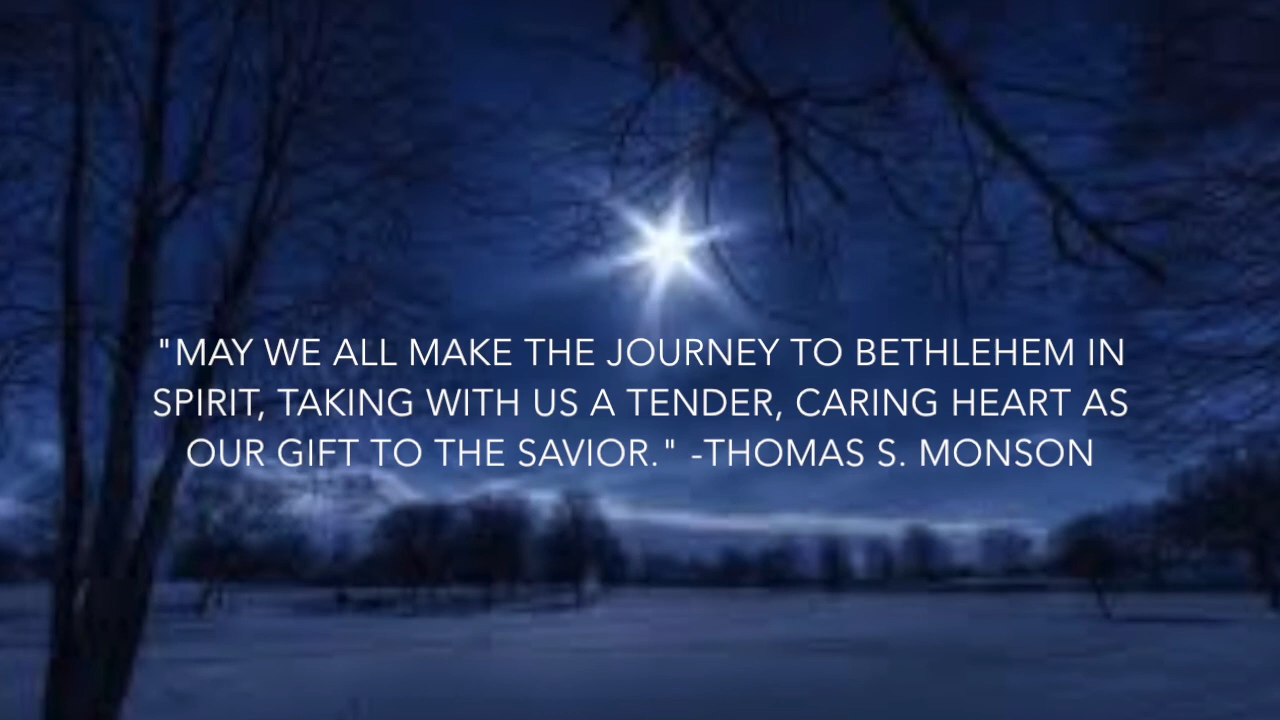 "MAY WE ALL MAKE THE JOURNEY TO BETHLEHEM IN
SPIRIT, TAKING WITH US A TENDER, CARING HEART AS
OUR GIFT TO THE SAVIOR." -THOMAS S. MONSON